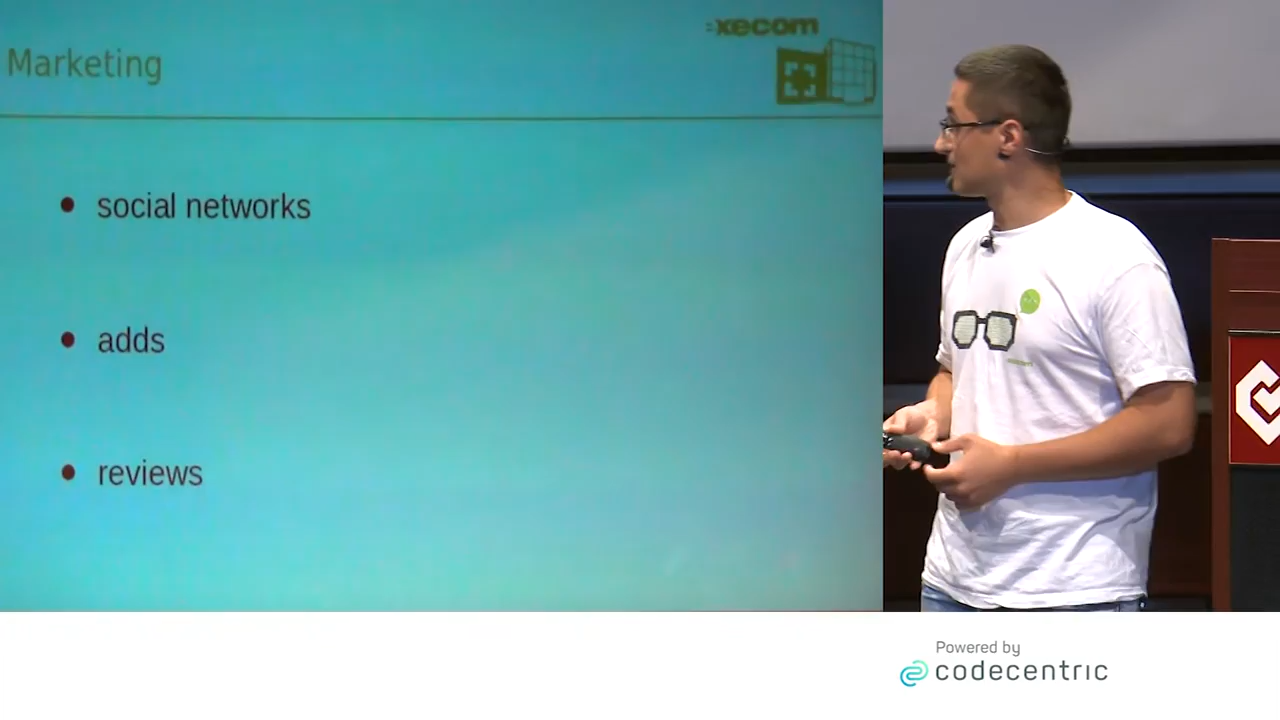 :xecom
Marketing
social networks
adds
reviews
Powered by
codecentric